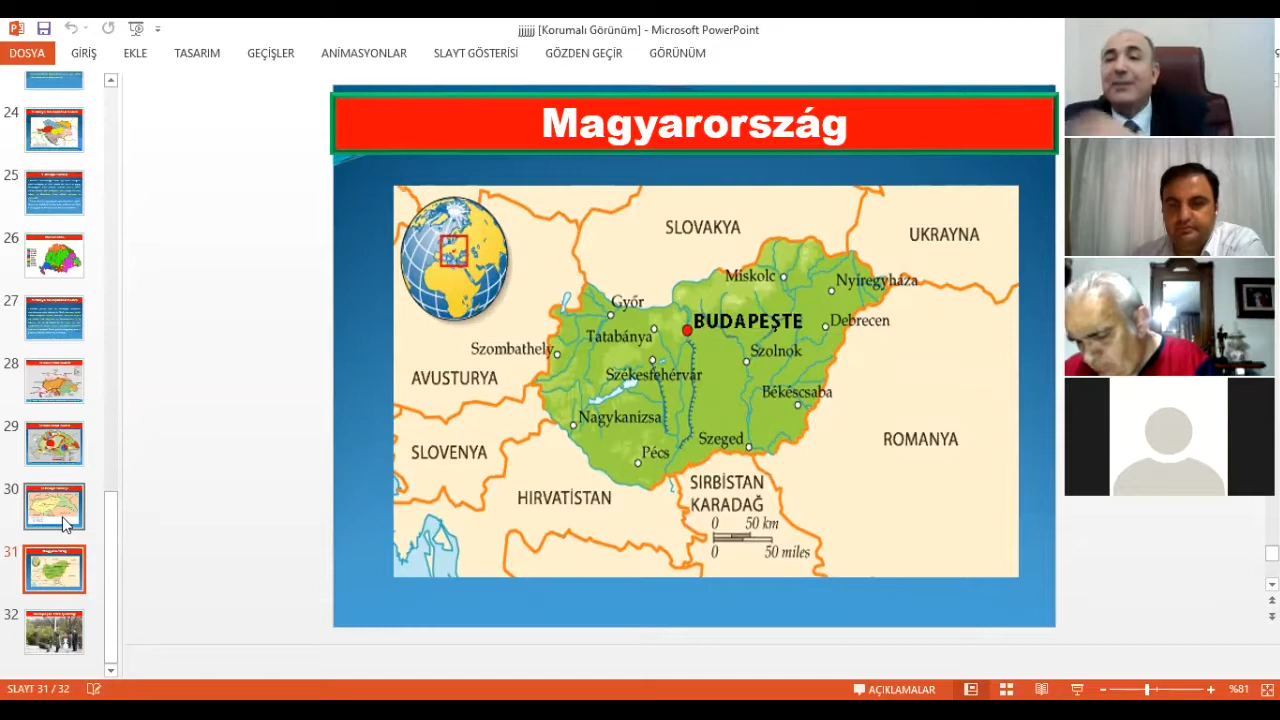 jjjjjj [Korumalı Görünüm] - Microsoft PowerPoint
DOSYA GİRİŞ EKLE TASARIM GEÇİŞLER ANİMASYONLAR SLAYT GÖSTERİSİ GÖZDEN GEÇİR GÖRÜNÜM
24
25
26
27
28
29
30
31
32
Magyarország
SLOVAKYA
UKRAYNA
Miskolc
Nyíregyháza
Győr
BUDAPEŞTE
Debrecen
Tatabánya
Szombathely
Szolnok
Székesfehérvár
AVUSTURYA
Békéscsaba
Nagykanizsa
Szeged
ROMANYA
SLOVENYA
Pécs
HIRVATİSTAN
SIRBİSTAN
KARADAĞ
0 50 km
0 50 miles
SLAYT 31 / 32
AÇIKLAMALAR
%81